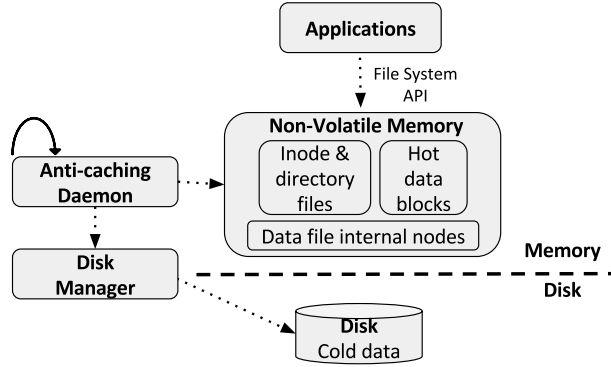 Applications
File System
API
Non-Volatile Memory
Inode &
directory
files
Hot
data
blocks
Data file internal nodes
Anti-caching
Daemon
Disk
Manager
Memory
Disk
Disk
Cold data